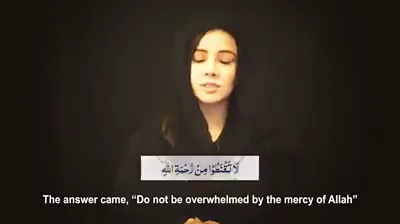 لَا تَقْنَطُوا مِنْ رَّحْمَةِ اللّٰهِ
The answer came, “Do not be overwhelmed by the mercy of Allah”